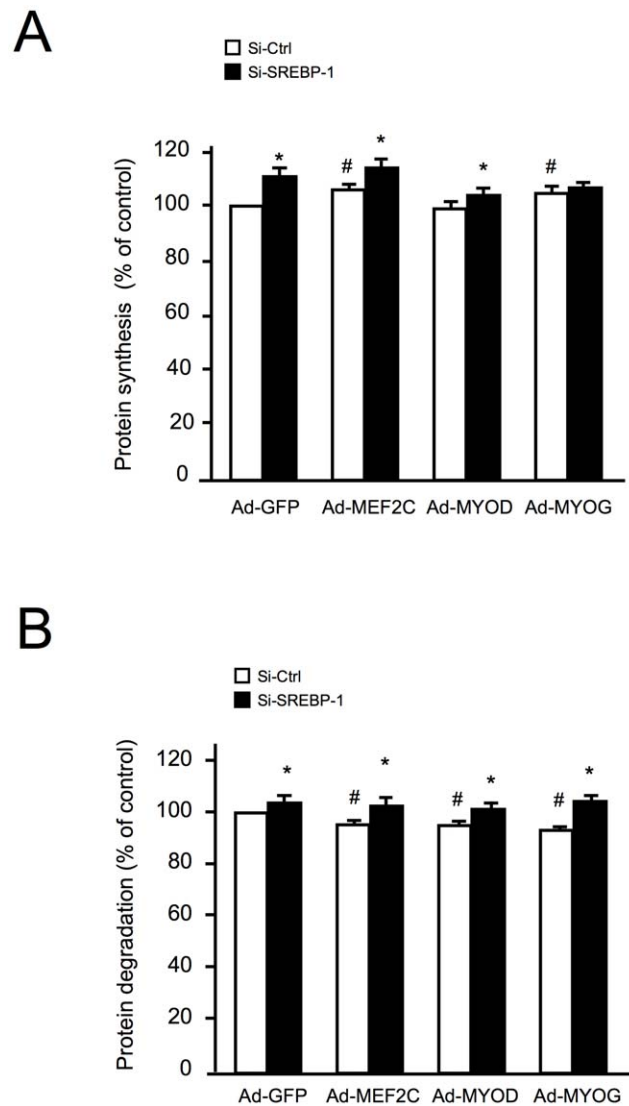 A
Si-Ctrl
Si-SREBP-1
Protein synthesis (% of control)
120
100
80
60
40
20
0
*
#
*
*
#
Ad-GFP Ad-MEF2C Ad-MYOD Ad-MYOG
B
Si-Ctrl
Si-SREBP-1
Protein degradation (% of control)
120
100
80
60
40
20
0
*
#
*
#
*
#
*
Ad-GFP Ad-MEF2C Ad-MYOD Ad-MYOG